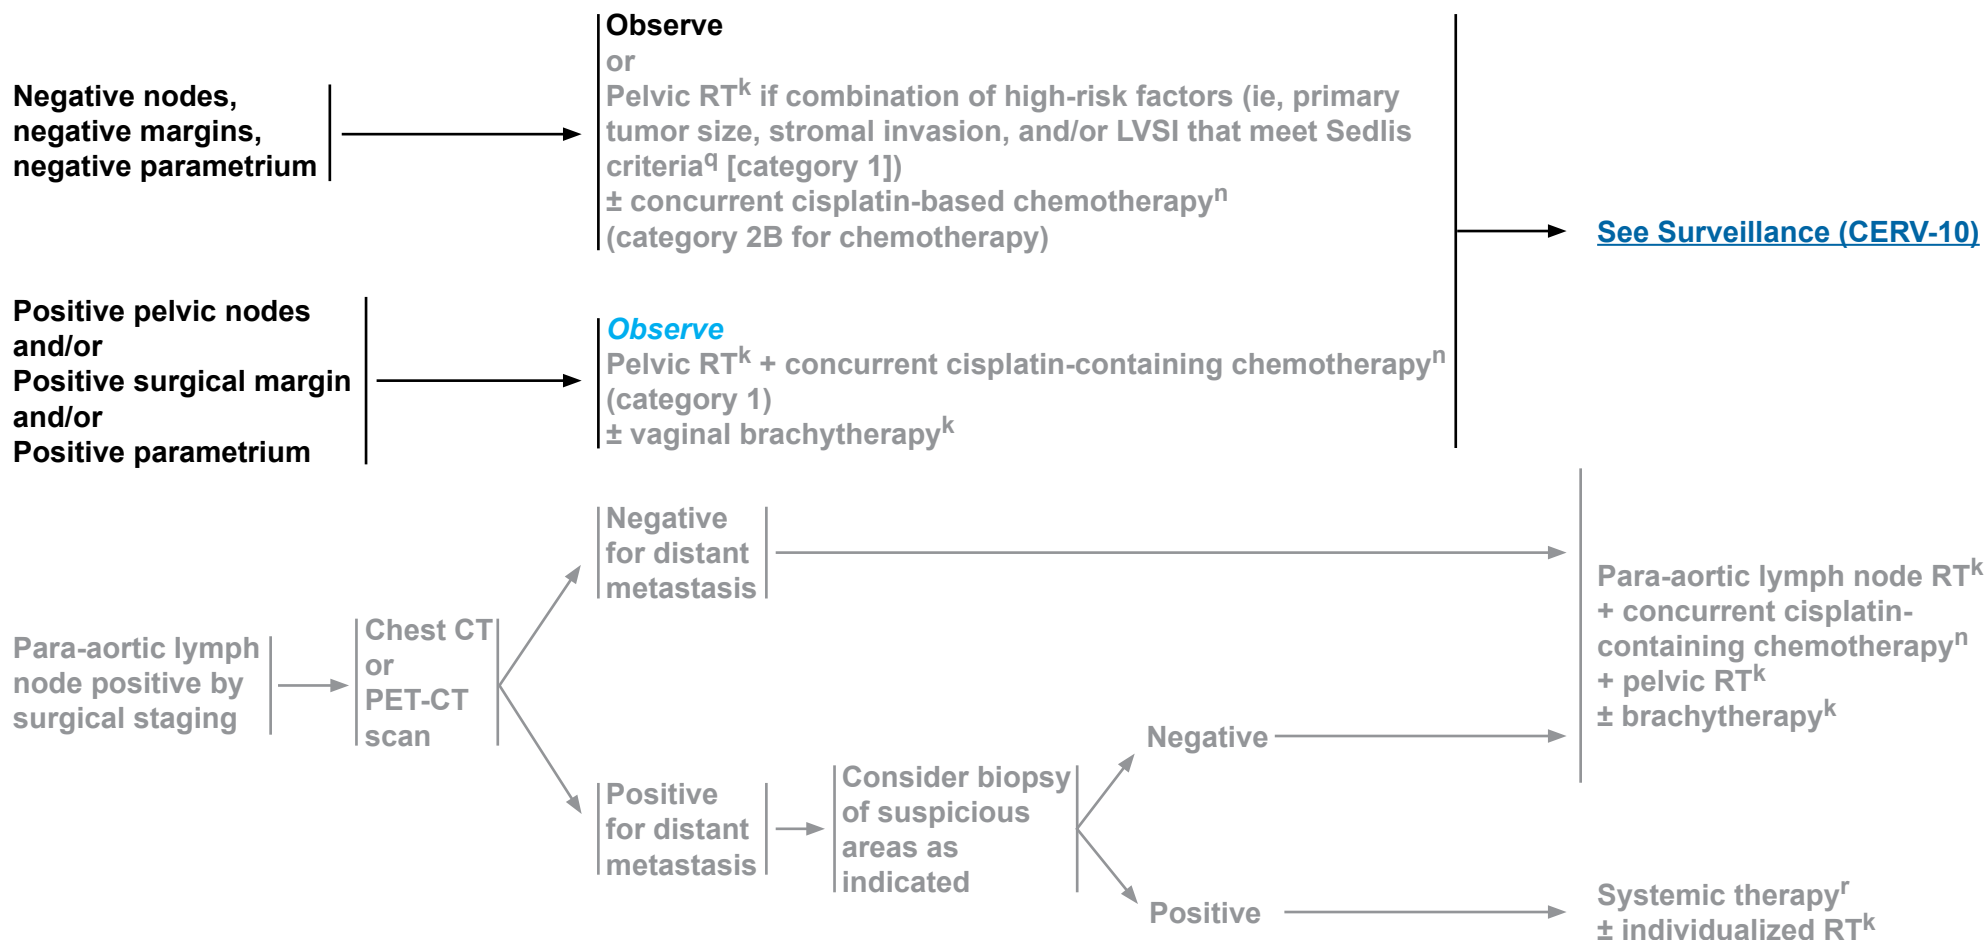 Negative nodes,
negative margins,
negative parametrium
Observe
or
Pelvic RTk if combination of high-risk factors (ie, primary
tumor size, stromal invasion, and/or LVSI that meet Sedlis
criteriaq [category 1])
± concurrent cisplatin-based chemotherapyn
(category 2B for chemotherapy)
See Surveillance (CERV-10)
Positive pelvic nodes
and/or
Positive surgical margin
and/or
Positive parametrium
Observe
Pelvic RTk + concurrent cisplatin-containing chemotherapyn
(category 1)
± vaginal brachytherapyk
Para-aortic lymph
node positive by
surgical staging
Chest CT
or
PET-CT
scan
Negative
for distant
metastasis
Positive
for distant
metastasis
Consider biopsy
of suspicious
areas as
indicated
Negative
Positive
Para-aortic lymph node RTk
+ concurrent cisplatin-
containing chemotherapyn
+ pelvic RTk
± brachytherapyk
Systemic therapyr
± individualized RTk